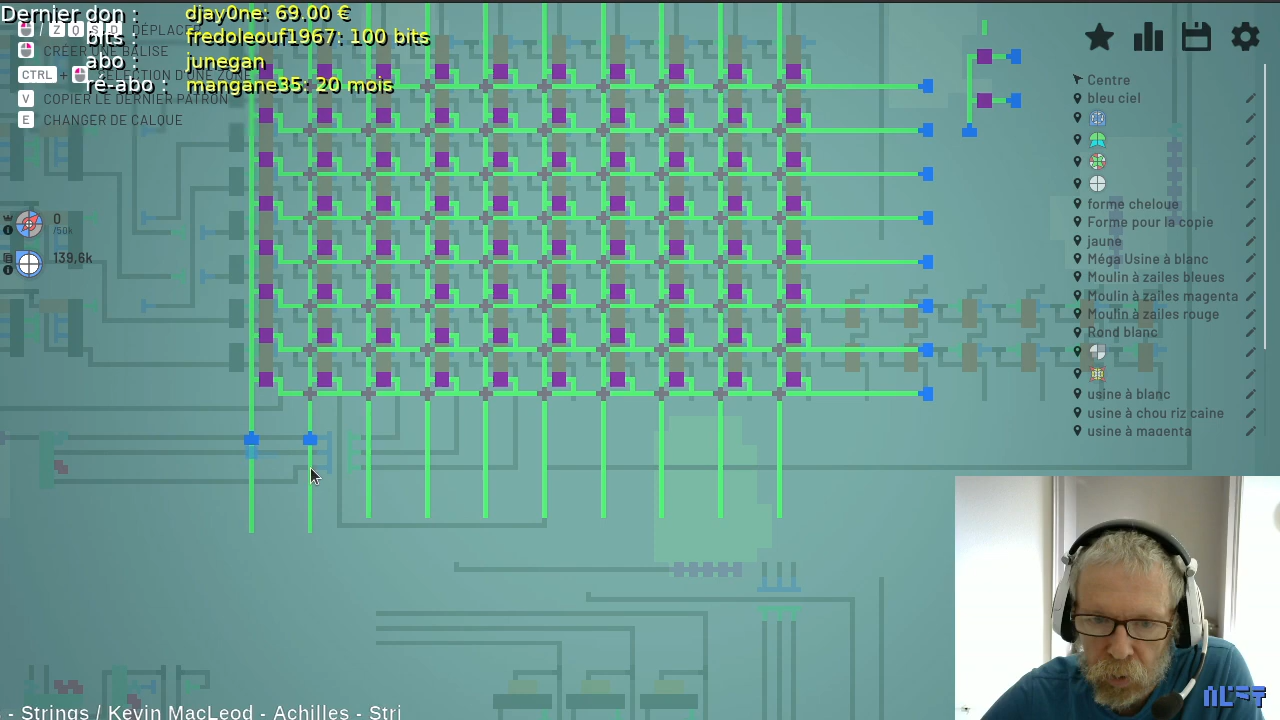 Dernier don : djay0ne: 69.00 €
/ Z Q S D DÉPLACER
bits : fredoleouf1967: 100 bits
CRÉER UNE BALISE
abo : junegan
CTRL + SÉLECTION D'UNE ZONE
ré-abo : mangane35: 20 mois
V COPIER LE DERNIER PATRON
E CHANGER DE CALQUE
0
/50k
139,6k
Centre
bleu ciel
forme cheloue
Forme pour la copie
jaune
Méga Usine à blanc
Moulin à zailes bleues
Moulin à zailes magenta
Moulin à zailes rouge
Rond blanc
usine à blanc
usine à chou riz caine
usine à magenta
- Strings / Kevin MacLeod - Achilles - Stri